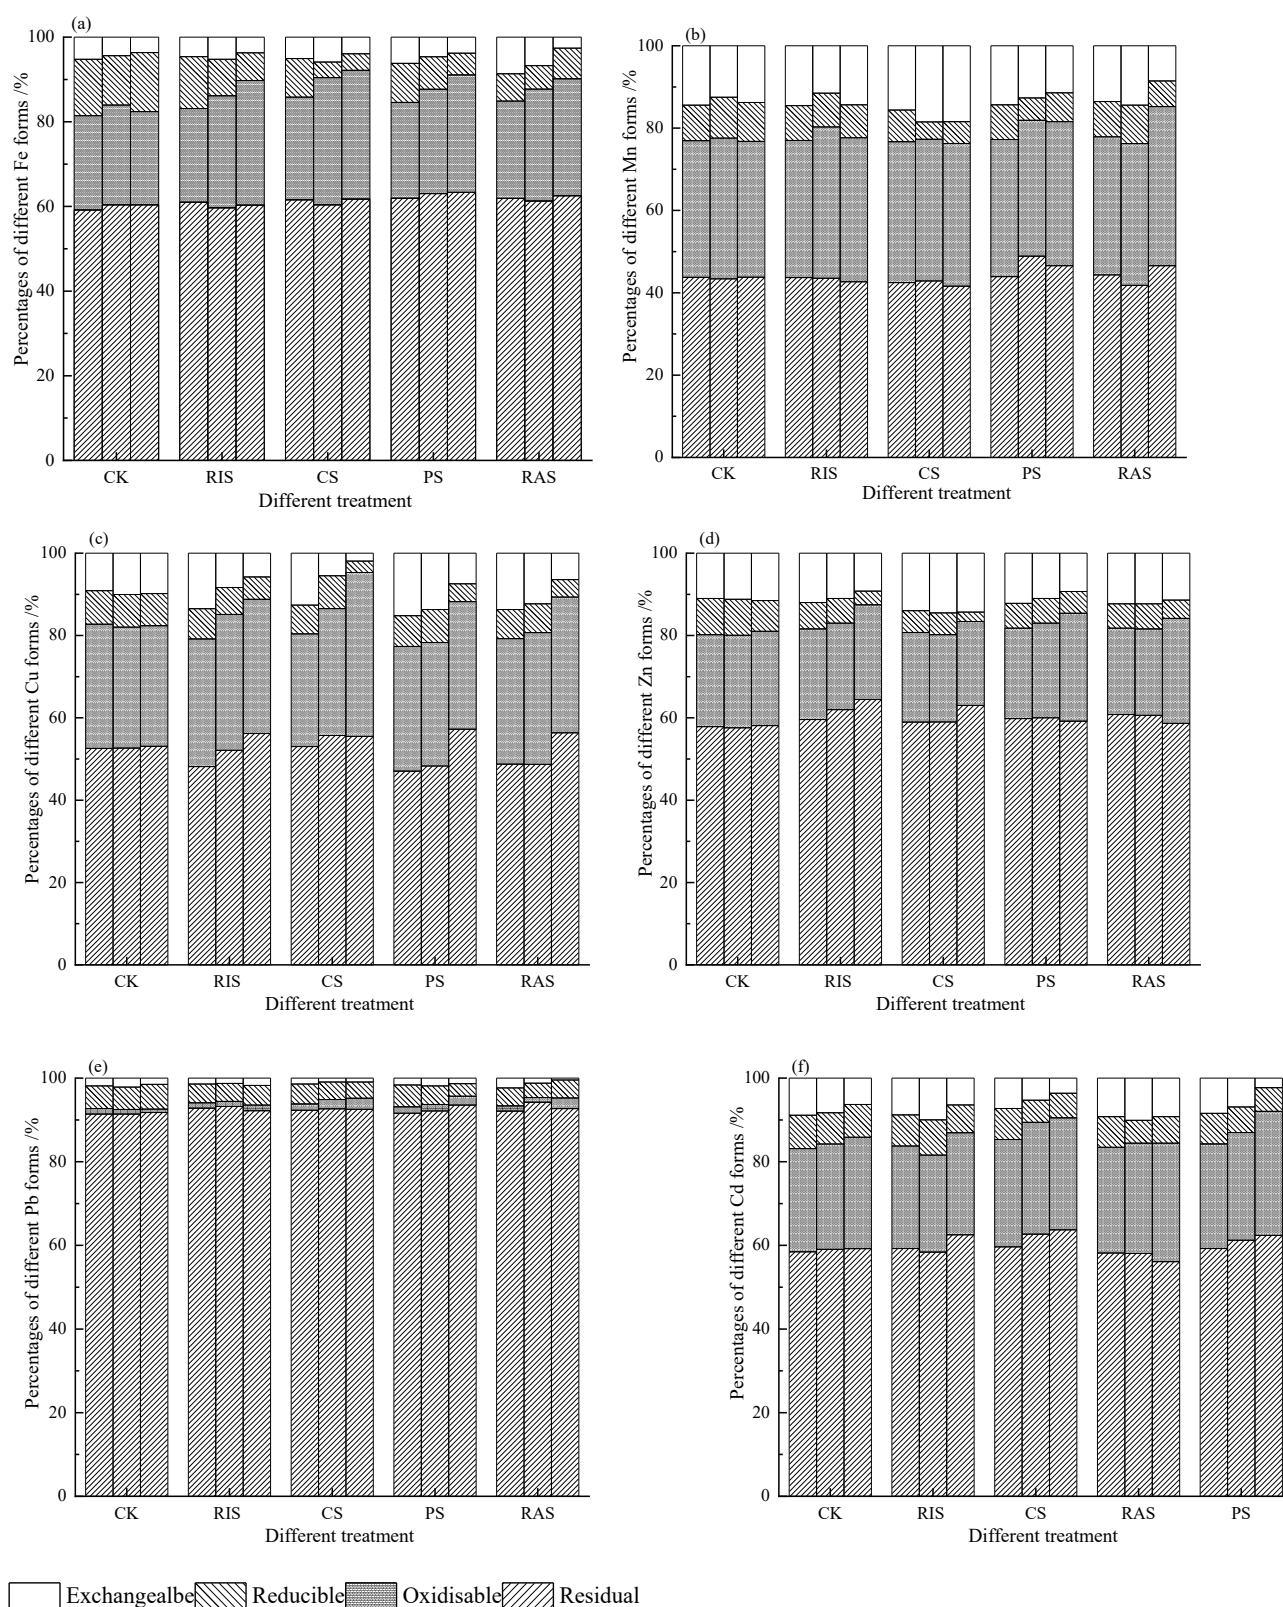 (a)
Percentages of different Fe forms /%
100
80
60
40
20
0
CK RIS CS PS RAS
Different treatment
(b)
Percentages of different Mn forms /%
100
80
60
40
20
0
CK RIS CS PS RAS
Different treatment
(c)
Percentages of different Cu forms /%
100
80
60
40
20
0
CK RIS CS PS RAS
Different treatment
(d)
Percentages of different Zn forms /%
100
80
60
40
20
0
CK RIS CS PS RAS
Different treatment
(e)
Percentages of different Pb forms /%
100
80
60
40
20
0
CK RIS CS PS RAS
Different treatment
(f)
Percentages of different Cd forms /%
100
80
60
40
20
0
CK RIS CS RAS PS
Different treatment
Exchangealbe Reducible Oxidisable Residual